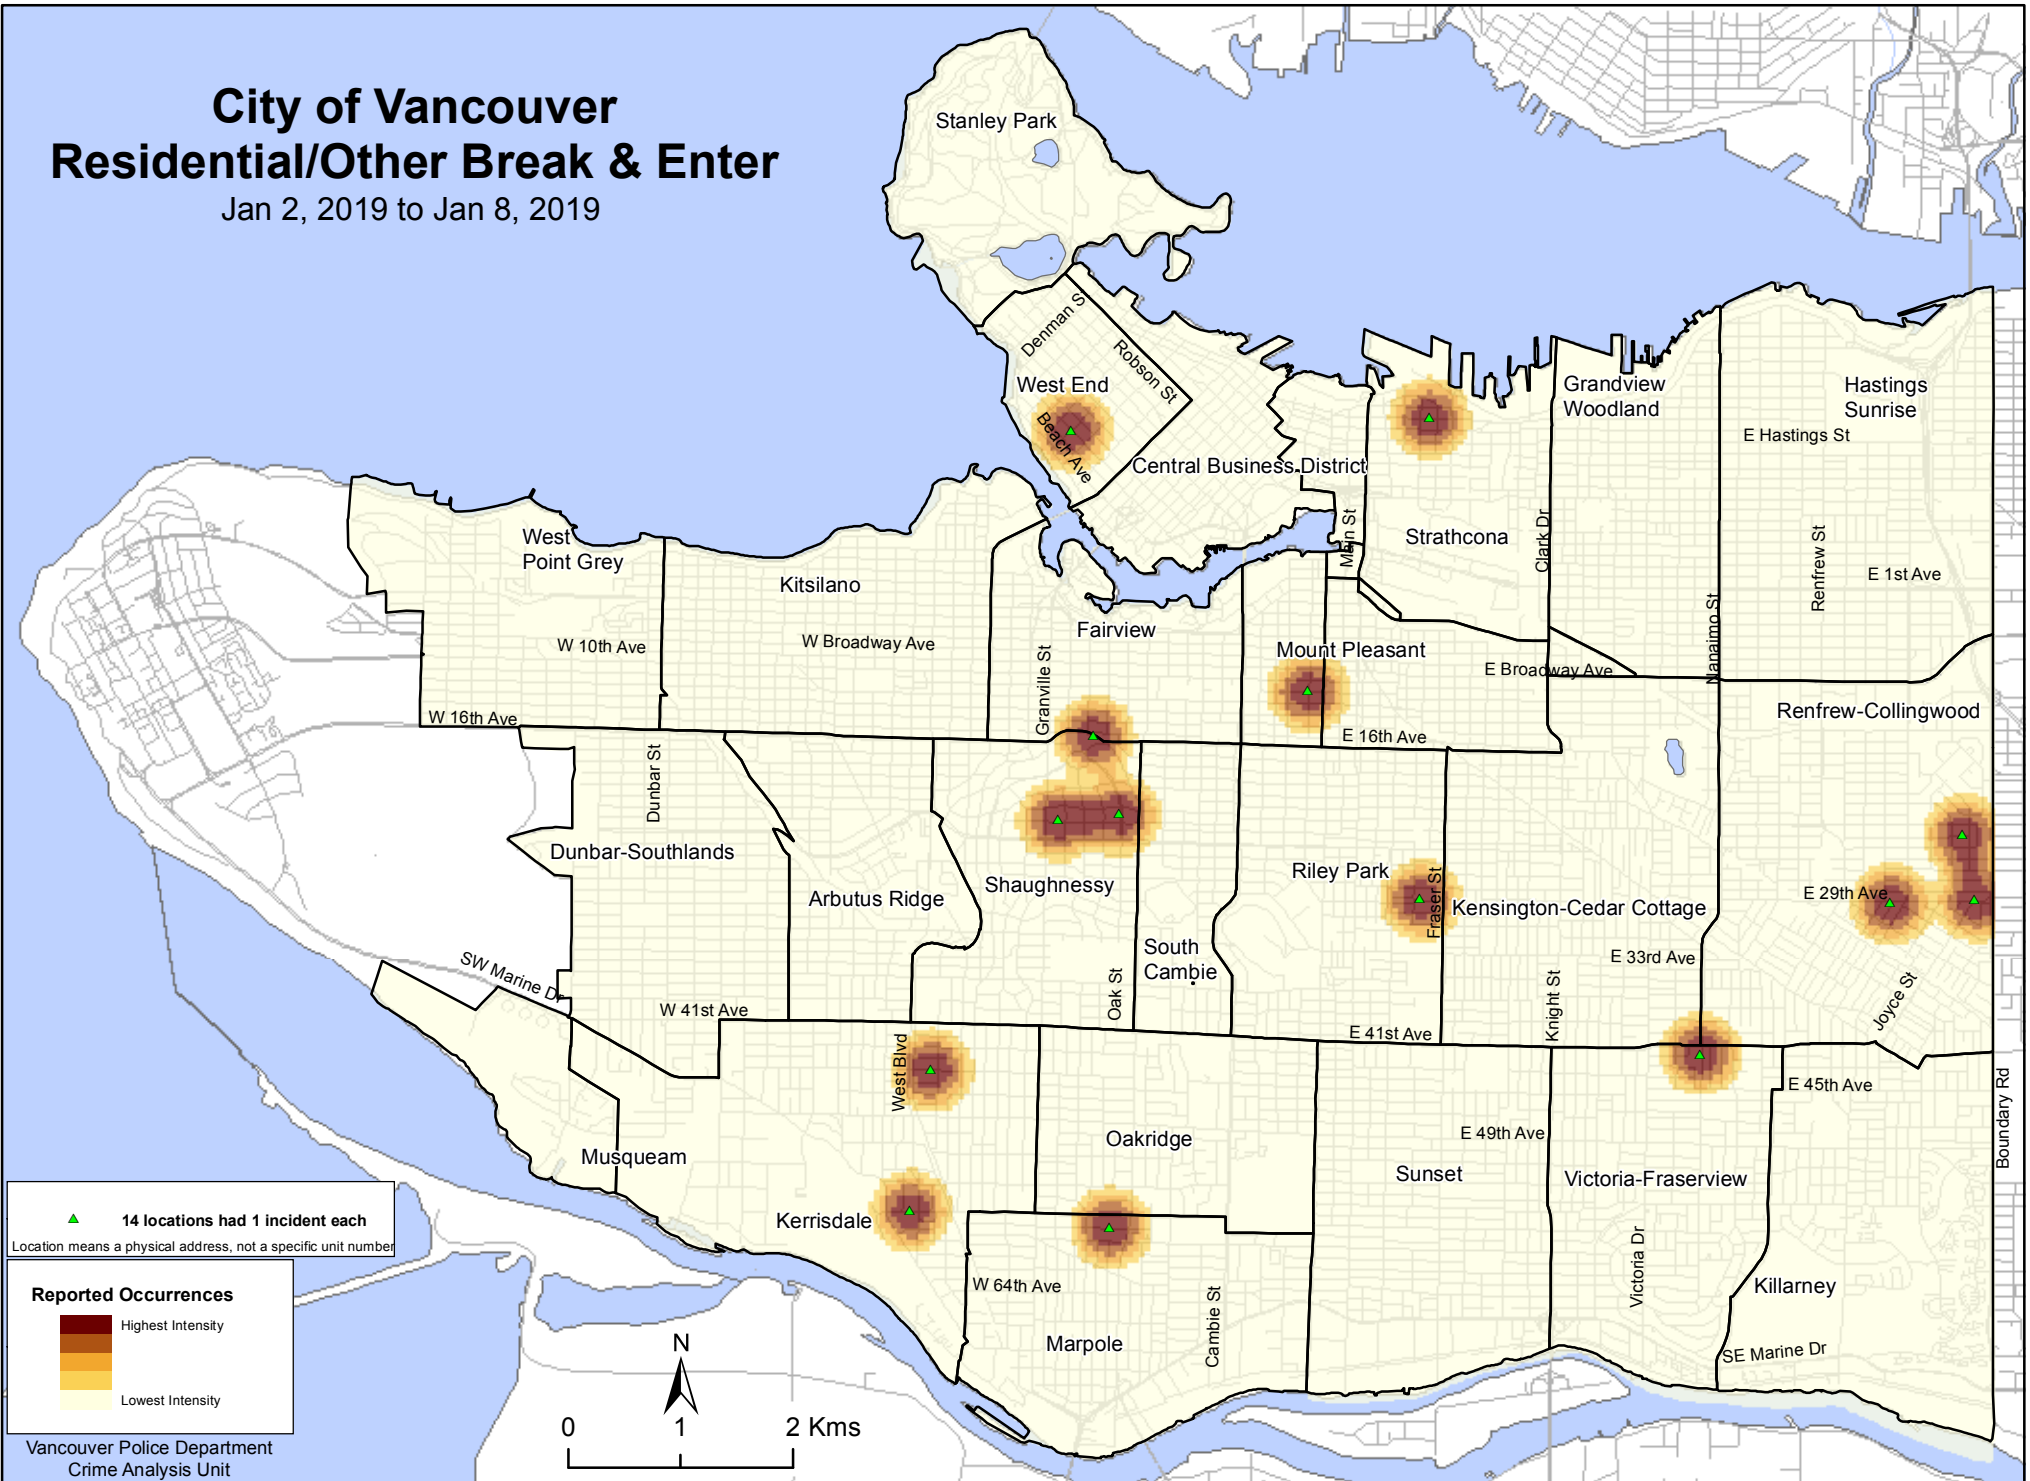 City of Vancouver
Residential/Other Break & Enter
Jan 2, 2019 to Jan 8, 2019
Stanley Park
Denman S
Robson St
West End
Beach Ave
Central Business District
Grandview
Woodland
Hastings
Sunrise
E Hastings St
West
Point Grey
Kitsilano
Fairview
Main St
Strathcona
Clark Dr
Nanaimo St
Renfrew St
E 1st Ave
W 10th Ave
W Broadway Ave
Granville St
Mount Pleasant
E Broadway Ave
W 16th Ave
E 16th Ave
Renfrew-Collingwood
Dunbar St
Dunbar-Southlands
Arbutus Ridge
Shaughnessy
Riley Park
Fraser St
Kensington-Cedar Cottage
E 29th Ave
South
Cambie
E 33rd Ave
SW Marine Dr
W 41st Ave
Oak St
E 41st Ave
Knight St
Joyce St
West Blvd
E 45th Ave
Boundary Rd
Musqueam
Oakridge
E 49th Ave
Sunset
Victoria-Fraserview
Kerrisdale
W 64th Ave
Cambie St
Victoria Dr
Killarney
Marpole
SE Marine Dr
14 locations had 1 incident each
Location means a physical address, not a specific unit number
Reported Occurrences
Highest Intensity
Lowest Intensity
N
0 1 2 Kms
Vancouver Police Department
Crime Analysis Unit